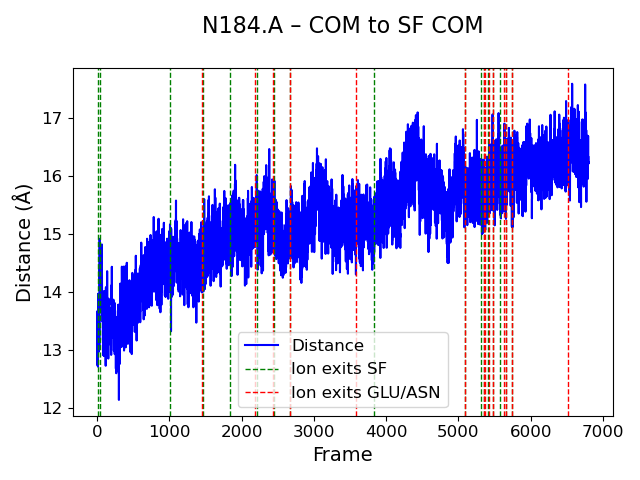 N184.A – COM to SF COM
Distance (Å)
17
16
15
14
13
12
Distance
Ion exits SF
Ion exits GLU/ASN
0 1000 2000 3000 4000 5000 6000 7000
Frame